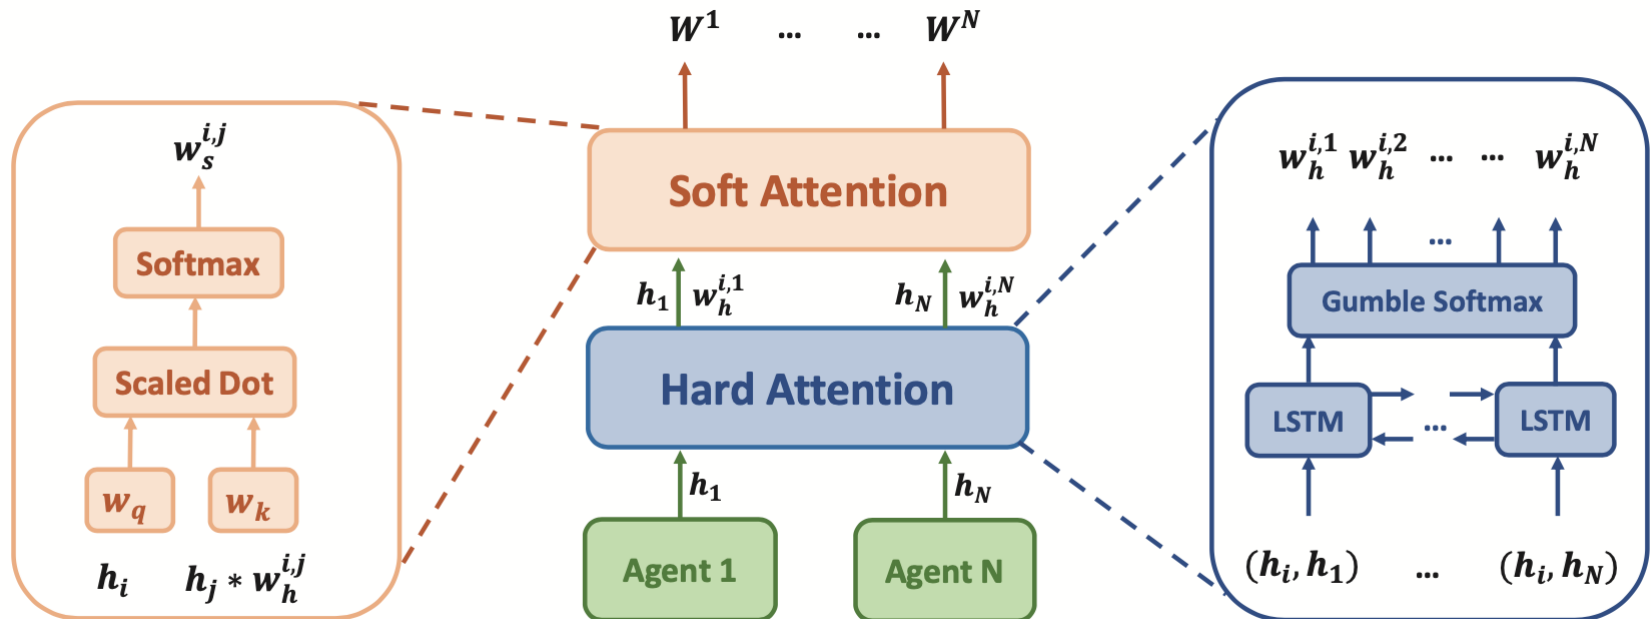 W^1 ... ... W^N
w_s^{i,j}
Softmax
Scaled Dot
w_q w_k
h_i h_j * w_h^{i,j}
Soft Attention
h_1 w_h^{i,1} h_N w_h^{i,N}
Hard Attention
h_1 h_N
Agent 1 Agent N
w_h^{i,1} w_h^{i,2} ... ... w_h^{i,N}
...
Gumble Softmax
LSTM ... LSTM
(h_i, h_1) ... (h_i, h_N)